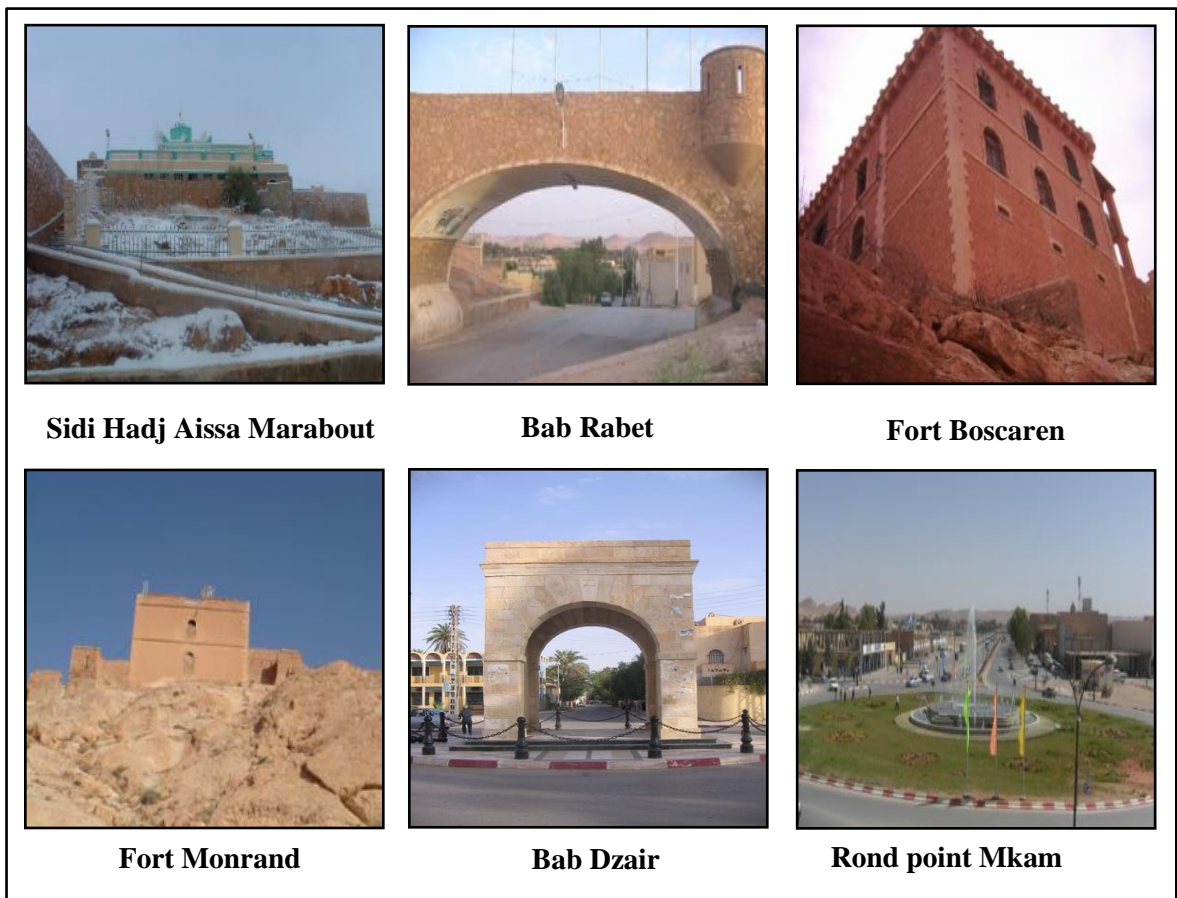 Sidi Hadj Aissa Marabout
Bab Rabet
Fort Boscaren
Fort Monrand
Bab Dzair
Rond point Mkam